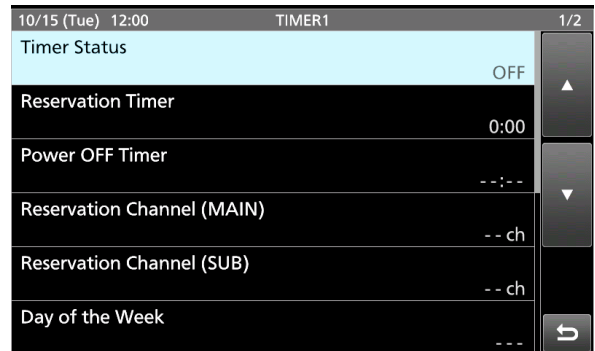 10/15 (Tue) 12:00 TIMER1 1/2
Timer Status
OFF
Reservation Timer
0:00
Power OFF Timer
--:--
Reservation Channel (MAIN)
-- ch
Reservation Channel (SUB)
-- ch
Day of the Week
---